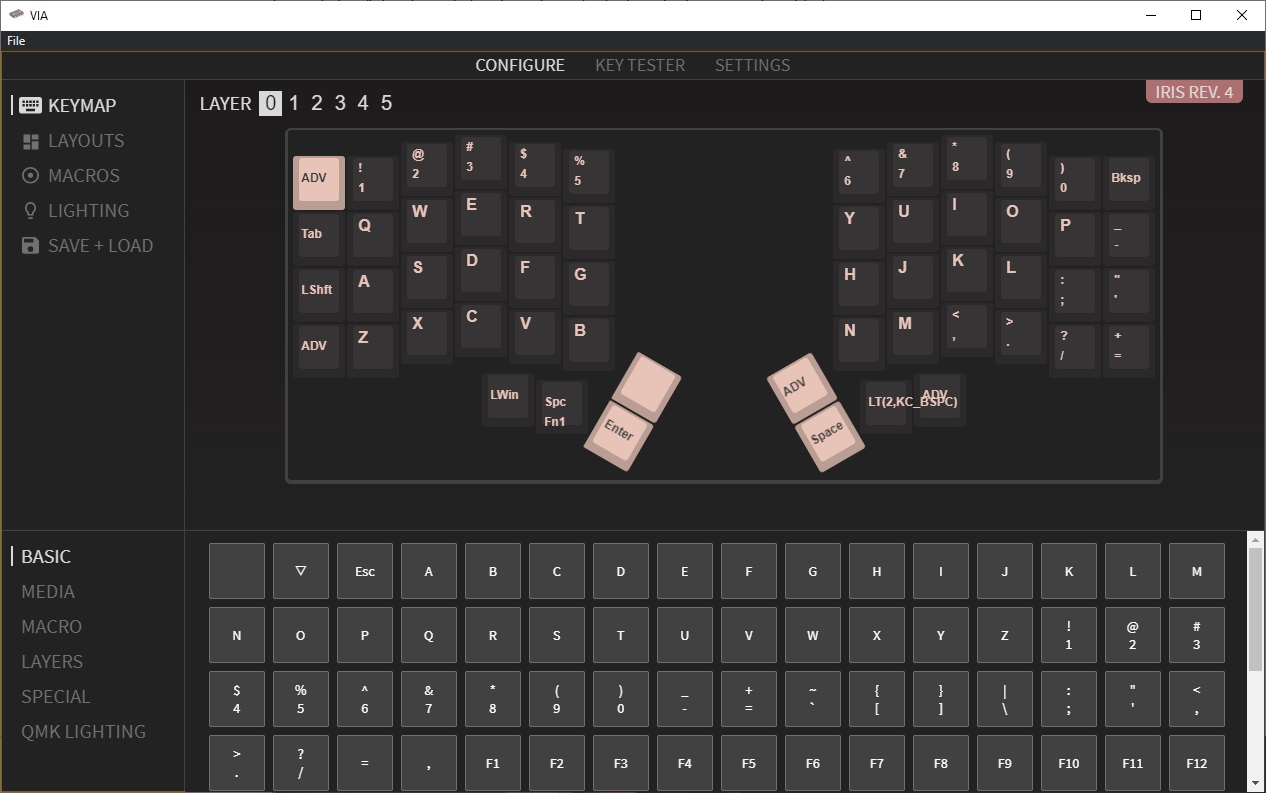 VIA
File
CONFIGURE KEY TESTER SETTINGS
KEYMAP
LAYOUTS
MACROS
LIGHTING
SAVE + LOAD
LAYER 0 1 2 3 4 5
IRIS REV. 4
ADV ! @ # $ % ^ & * ( ) Bksp
1 2 3 4 5 6 7 8 9 0
Tab Q W E R T Y U I O P _
-
LShft A S D F G H J K L : "
; '
ADV Z X C V B N M < > ? +
, . / =
LWin Spc ADV LT(2,KC_BSPC) ADV
Fn1 Enter Space
BASIC
MEDIA
MACRO
LAYERS
SPECIAL
QMK LIGHTING
▽ Esc A B C D E F G H I J K L M
N O P Q R S T U V W X Y Z ! @ #
1 2 3
$ % ^ & * ( ) _ + ~ { } | : " <
4 5 6 7 8 9 0 - = ` [ ] \ ; ' ,
> ? = , F1 F2 F3 F4 F5 F6 F7 F8 F9 F10 F11 F12
. /